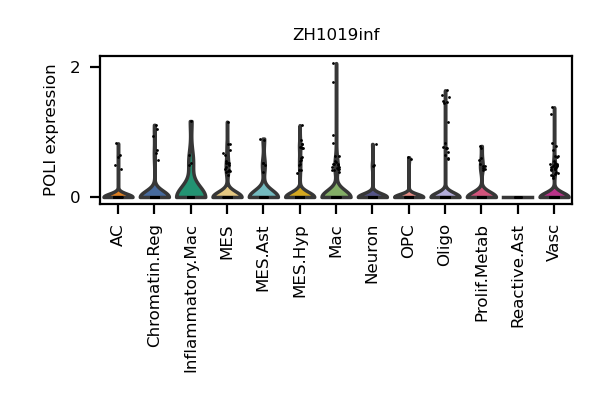 ZH1019inf
POLI expression
2
0
AC
Chromatin.Reg
Inflammatory.Mac
MES
MES.Ast
MES.Hyp
Mac
Neuron
OPC
Oligo
Prolif.Metab
Reactive.Ast
Vasc